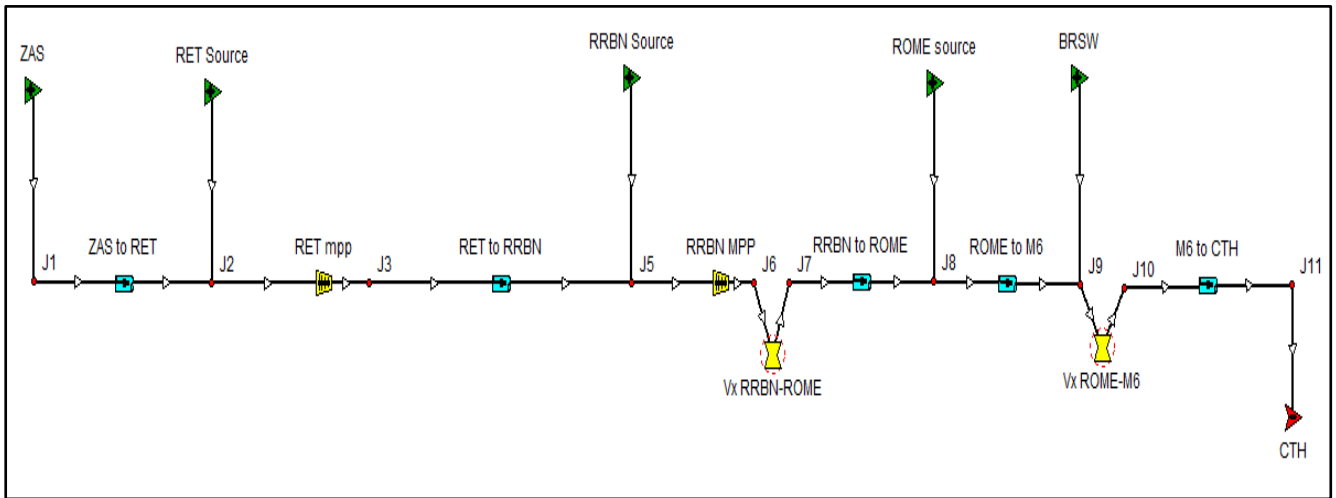 ZAS
RET Source
RRBN Source
ROME source
BRSW
ZAS to RET
RET mpp
RET to RRBN
RRBN MPP
RRBN to ROME
ROME to M6
M6 to CTH
J1
J2
J3
J5
J6
J7
J8
J9
J10
J11
Vx RRBN-ROME
Vx ROME-M6
CTH